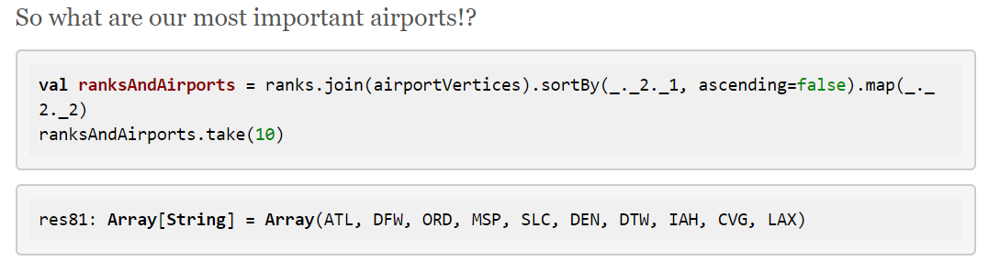 So what are our most important airports!?
val ranksAndAirports = ranks.join(airportVertices).sortBy(_._2._1, ascending=false).map(_._
2._2)
ranksAndAirports.take(10)
res81: Array[String] = Array(ATL, DFW, ORD, MSP, SLC, DEN, DTW, IAH, CVG, LAX)